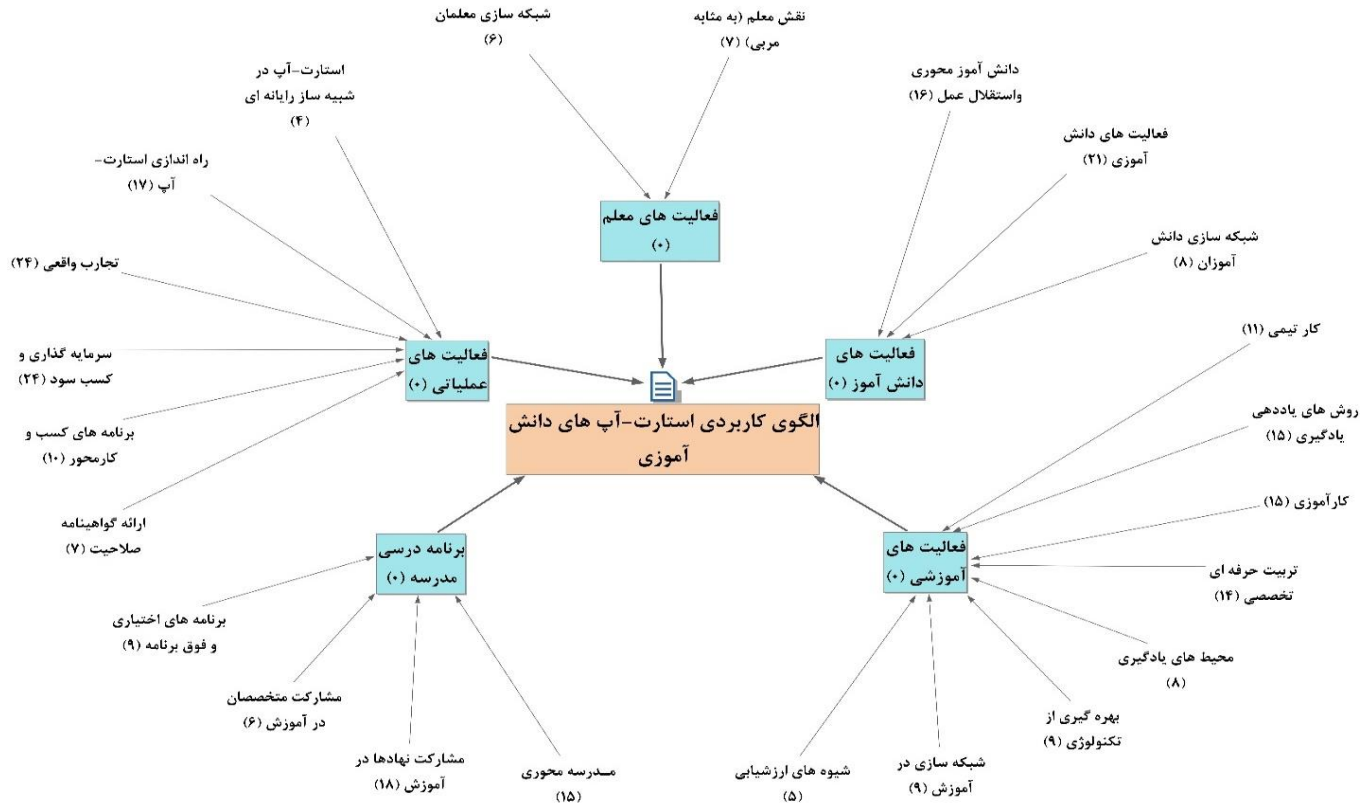 شبکه سازی معلمان
(۶)
نقش معلم (به مثابه
مربی) (۷)
استارت-آپ در
شبیه ساز رایانه ای
(۴)
دانش آموز محوری
واستقلال عمل (۱۶)
فعالیت های دانش
آموزی (۲۱)
راه اندازی استارت-
آپ (۱۷)
فعالیت های معلم
(۰)
شبکه سازی دانش
آموزان (۸)
تجارب واقعی (۲۴)
کار تیمی (۱۱)
فعالیت های
عملیاتی (۰)
فعالیت های
دانش آموز (۰)
سرمایه گذاری و
کسب سود (۲۴)
الگوی کاربردی استارت-آپ های دانش
آموزی
روش های یاددهی
یادگیری (۱۵)
برنامه های کسب و
کارمحور (۱۰)
کارآموزی (۱۵)
ارائه گواهینامه
صلاحیت (۷)
برنامه درسی
مدرسه (۰)
فعالیت های
آموزشی (۰)
تربیت حرفه ای
تخصصی (۱۴)
برنامه های اختیاری
و فوق برنامه (۹)
محیط های یادگیری
(۸)
مشارکت متخصصان
در آموزش (۶)
بهره گیری از
تکنولوژی (۹)
مشارکت نهادها در
آموزش (۱۸)
مـدرسه محوری
(۱۵)
شیوه های ارزشیابی
(۵)
شبکه سازی در
آموزش (۹)